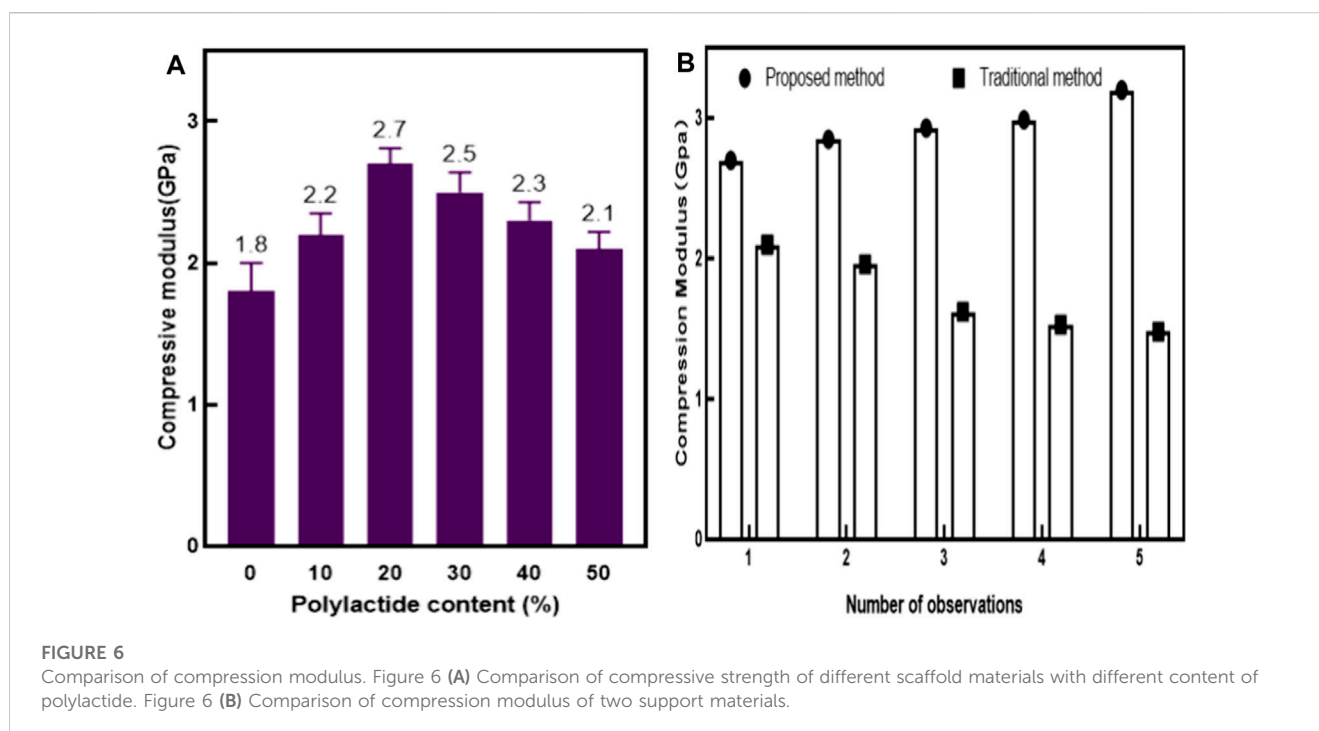 A
Compressive modulus(GPa)
3
2
1
0
1.8
2.2
2.7
2.5
2.3
2.1
0 10 20 30 40 50
Polylactide content (%)
B
Proposed method Traditional method
Compression Modulus(Gpa)
3
2
1
0
1 2 3 4 5
Number of observations
FIGURE 6
Comparison of compression modulus. Figure 6 (A) Comparison of compressive strength of different scaffold materials with different content of
polylactide. Figure 6 (B) Comparison of compression modulus of two support materials.